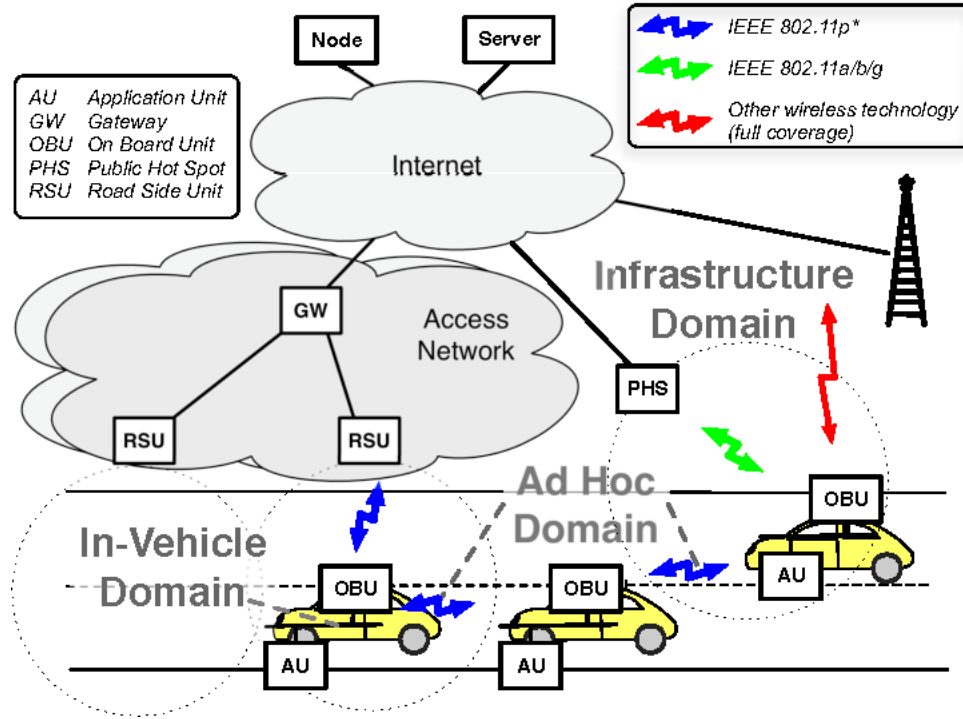 Node
Server
IEEE 802.11p*
IEEE 802.11a/b/g
Other wireless technology
(full coverage)
AU Application Unit
GW Gateway
OBU On Board Unit
PHS Public Hot Spot
RSU Road Side Unit
Internet
Infrastructure
Domain
GW
Access
Network
PHS
RSU
RSU
Ad Hoc
Domain
OBU
In-Vehicle
Domain
OBU
OBU
AU
AU
AU